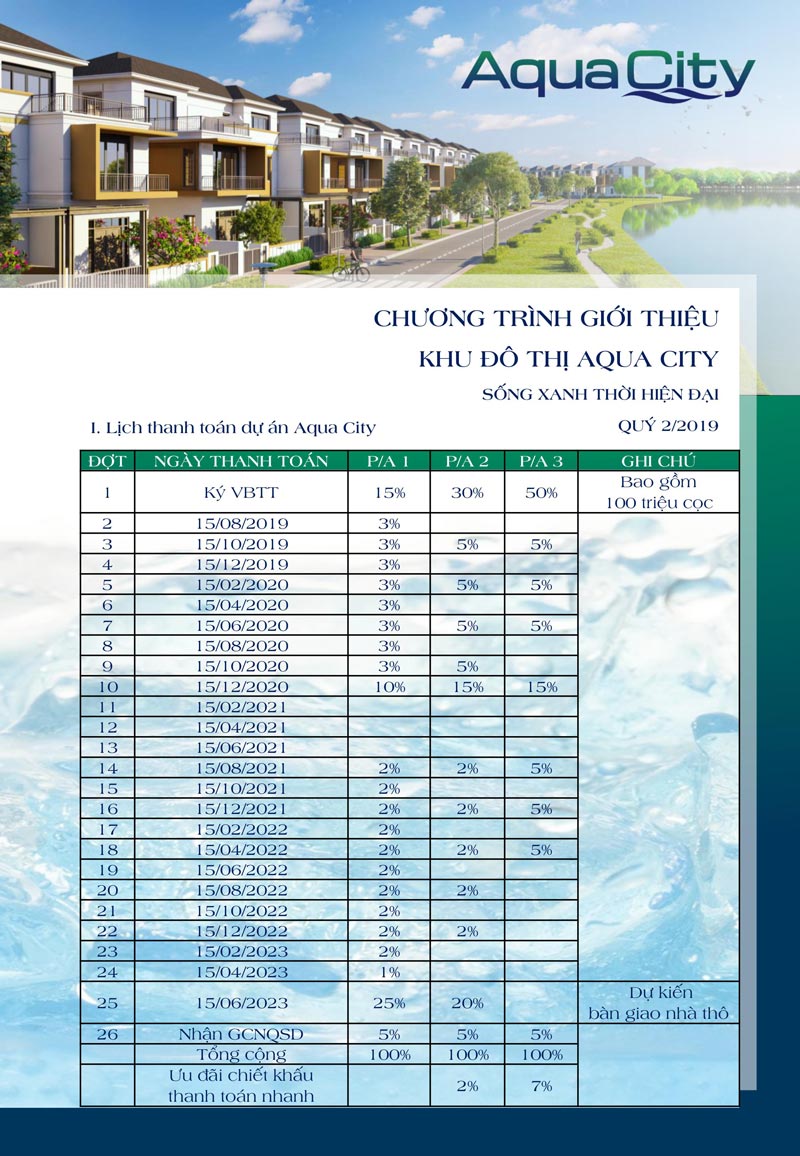 Aqua City
CHƯƠNG TRÌNH GIỚI THIỆU
KHU ĐÔ THỊ AQUA CITY
SỐNG XANH THỜI HIỆN ĐẠI
QUÝ 2/2019
I. Lịch thanh toán dự án Aqua City
ĐỢT NGÀY THANH TOÁN P/A 1 P/A 2 P/A 3 GHI CHÚ
1 Ký VBTT 15% 30% 50% Bao gồm
100 triệu cọc
2 15/08/2019 3%
3 15/10/2019 3% 5% 5%
4 15/12/2019 3%
5 15/02/2020 3% 5% 5%
6 15/04/2020 3%
7 15/06/2020 3% 5% 5%
8 15/08/2020 3%
9 15/10/2020 3% 5%
10 15/12/2020 10% 15% 15%
11 15/02/2021
12 15/04/2021
13 15/06/2021
14 15/08/2021 2% 2% 5%
15 15/10/2021 2%
16 15/12/2021 2% 2% 5%
17 15/02/2022 2%
18 15/04/2022 2% 2% 5%
19 15/06/2022 2%
20 15/08/2022 2% 2%
21 15/10/2022 2%
22 15/12/2022 2% 2%
23 15/02/2023 2%
24 15/04/2023 1%
25 15/06/2023 25% 20% Dự kiến
bàn giao nhà thô
26 Nhận GCNQSD 5% 5% 5%
Tổng cộng 100% 100% 100%
Ưu đãi chiết khấu
thanh toán nhanh 2% 7%